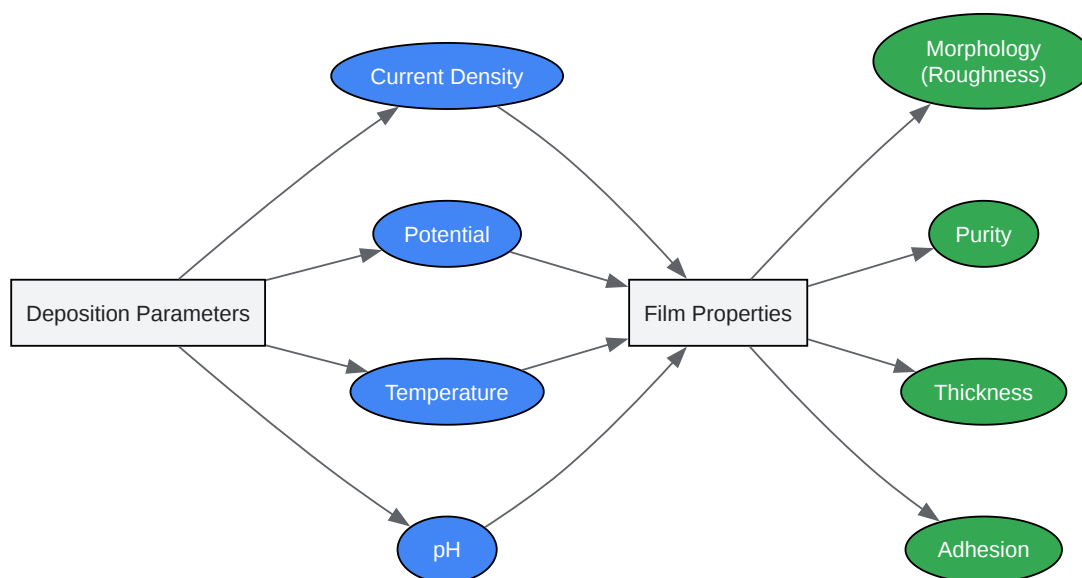 Deposition Parameters
Current Density
Potential
Temperature
pH
Film Properties
Morphology
(Roughness)
Purity
Thickness
Adhesion